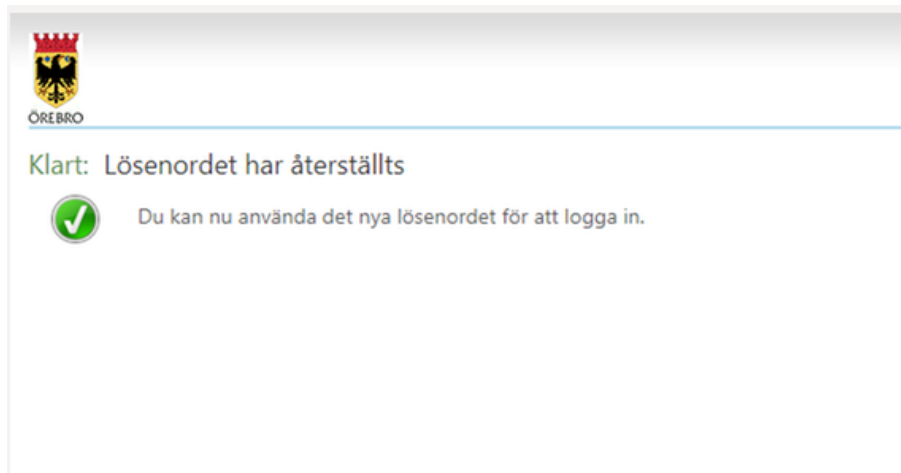 ÖREBRO
Klart: Lösenordet har återställts
Du kan nu använda det nya lösenordet för att logga in.